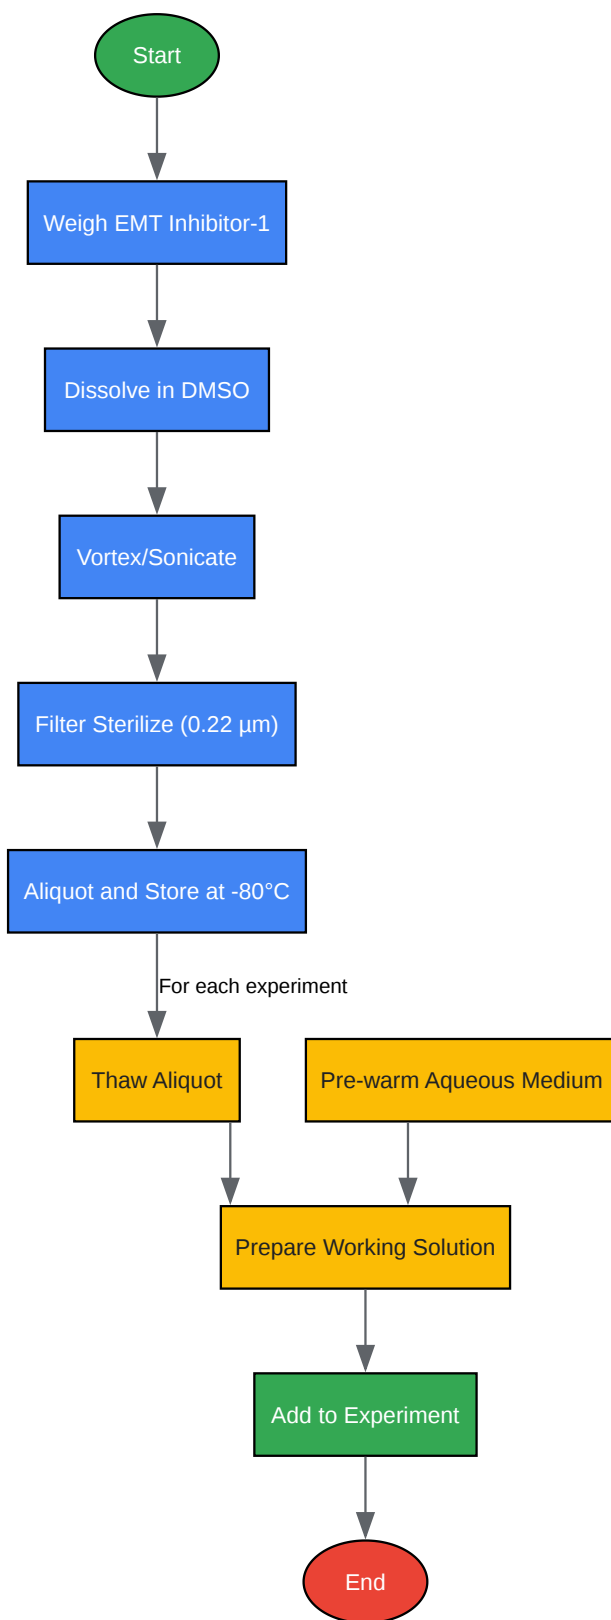 Start
Weigh EMT Inhibitor-1
Dissolve in DMSO
Vortex/Sonicate
Filter Sterilize (0.22 µm)
Aliquot and Store at -80°C
For each experiment
Thaw Aliquot
Pre-warm Aqueous Medium
Prepare Working Solution
Add to Experiment
End